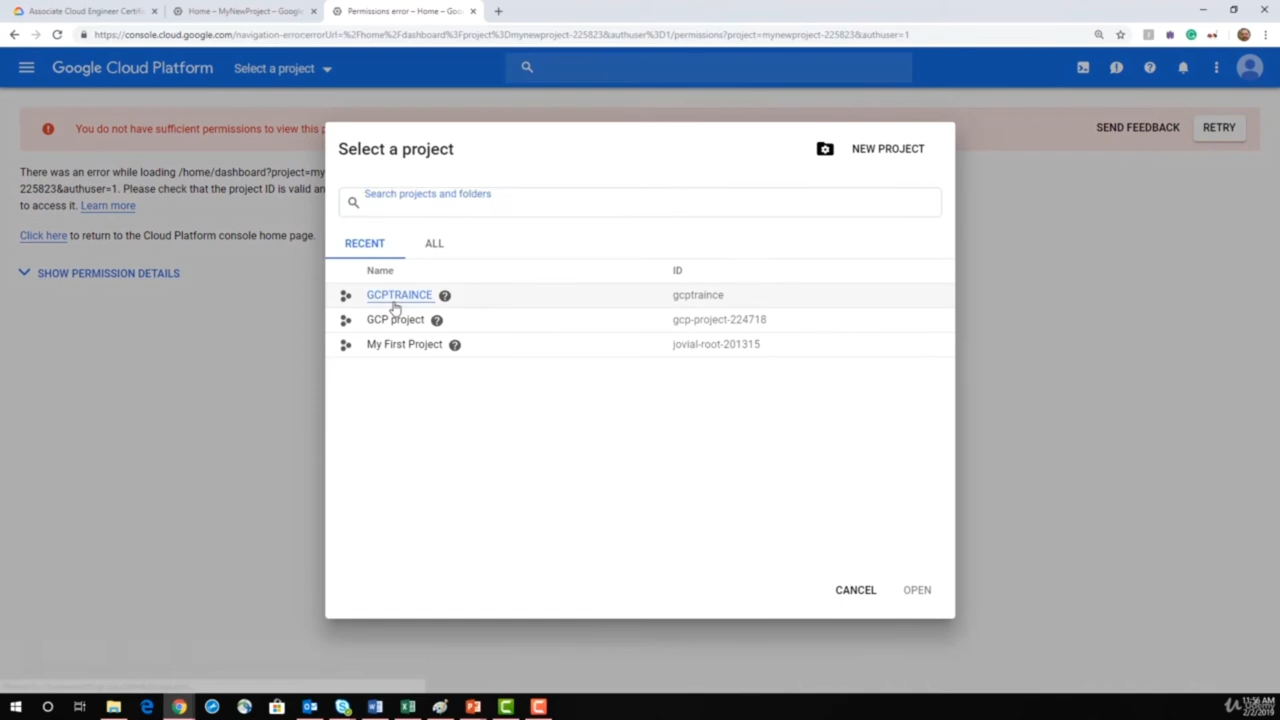 Associate Cloud Engineer Certifi
Home – MyNewProject – Google
Permissions error – Home – Goo
https://console.cloud.google.com/navigation-error;errorUrl=%2Fhome%2Fdashboard%3Fproject%3Dmynewproject-225823&authuser%3D1/permissions?project=mynewproject-225823&authuser=1
Google Cloud Platform
Select a project
You do not have sufficient permissions to view this p
SEND FEEDBACK
RETRY
There was an error while loading /home/dashboard?project=my
225823&authuser=1. Please check that the project ID is valid an
to access it. Learn more
Click here to return to the Cloud Platform console home page.
SHOW PERMISSION DETAILS
Select a project
NEW PROJECT
Search projects and folders
RECENT
ALL
Name
ID
GCPTRAINCE
gcptraince
GCP project
gcp-project-224718
My First Project
jovial-root-201315
CANCEL
OPEN
11:56 AM
2/2/2019